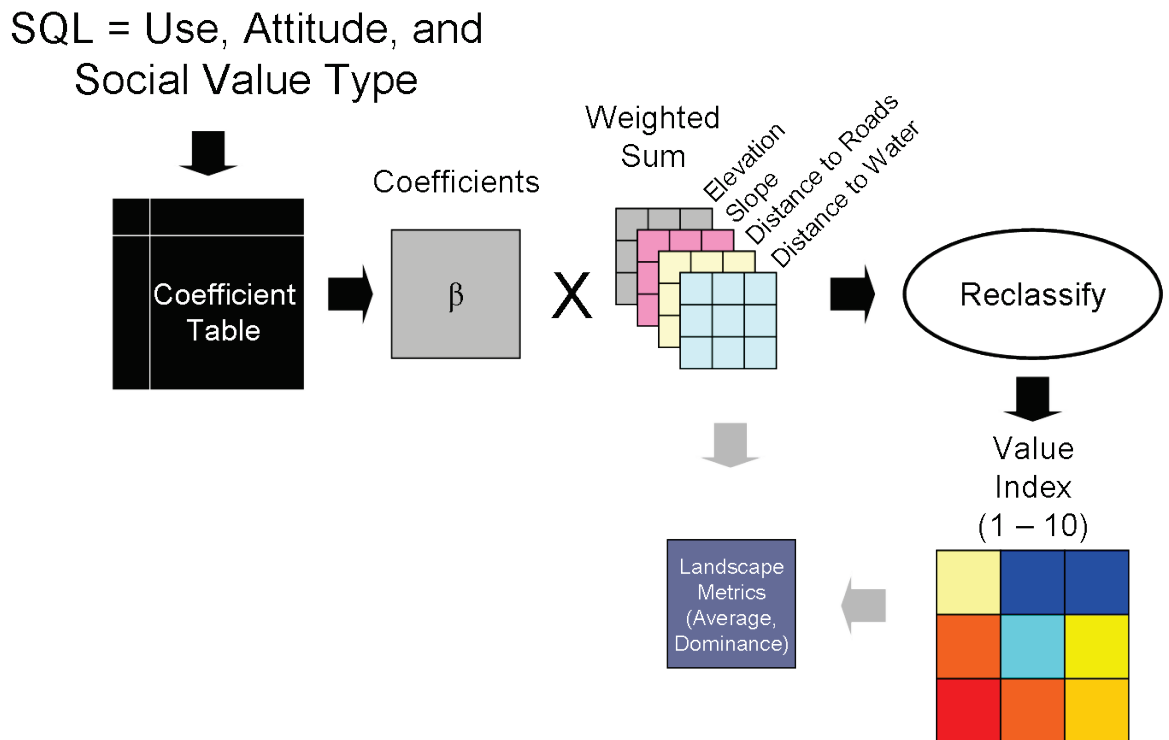 SQL = Use, Attitude, and
Social Value Type
Coefficient
Table
Coefficients
β
X
Weighted
Sum
Elevation
Slope
Distance to Roads
Distance to Water
Reclassify
Value
Index
(1 – 10)
Landscape
Metrics
(Average,
Dominance)